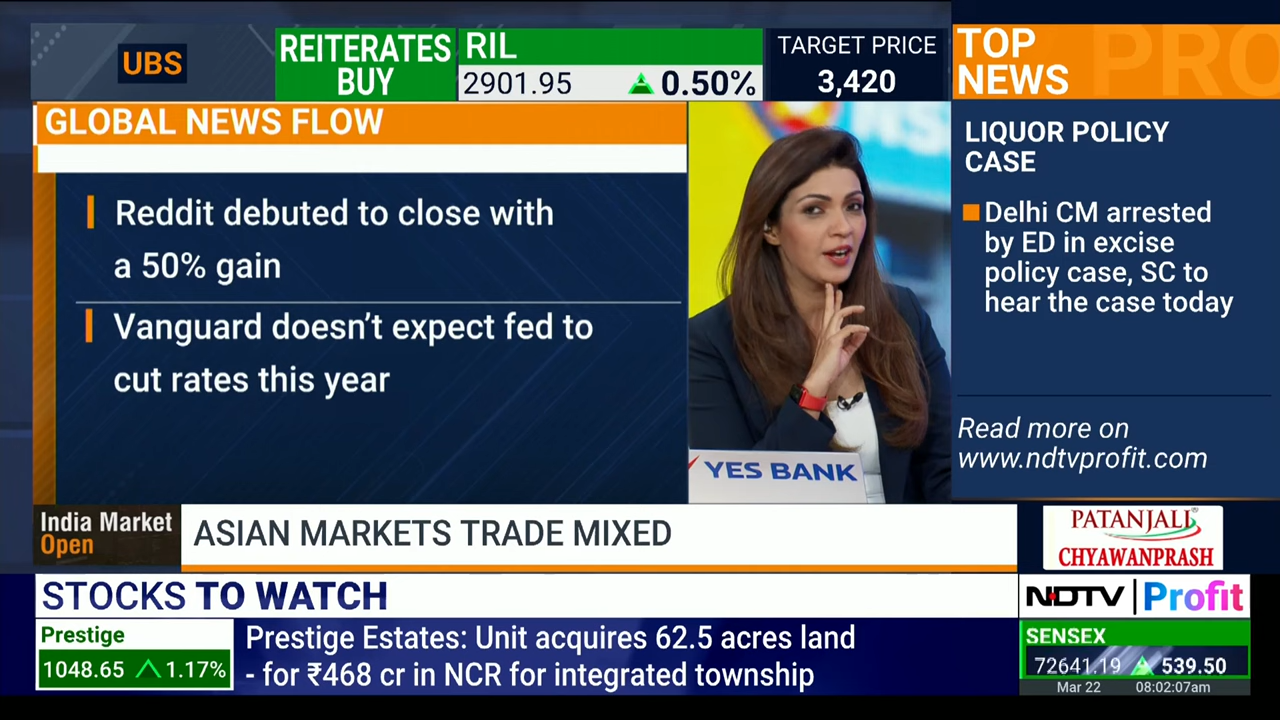 UBS
REITERATES
BUY
RIL
2901.95 0.50%
TARGET PRICE
3,420
TOP
NEWS
PRO
GLOBAL NEWS FLOW
Reddit debuted to close with
a 50% gain
Vanguard doesn't expect fed to
cut rates this year
YES BANK
LIQUOR POLICY
CASE
Delhi CM arrested
by ED in excise
policy case, SC to
hear the case today
Read more on
www.ndtvprofit.com
India Market
Open
ASIAN MARKETS TRADE MIXED
PATANJALI
CHYAWANPRASH
STOCKS TO WATCH
NDTV Profit
Prestige
1048.65 1.17%
Prestige Estates: Unit acquires 62.5 acres land
- for ₹468 cr in NCR for integrated township
SENSEX
72641.19 539.50
Mar 22 08:02:07am